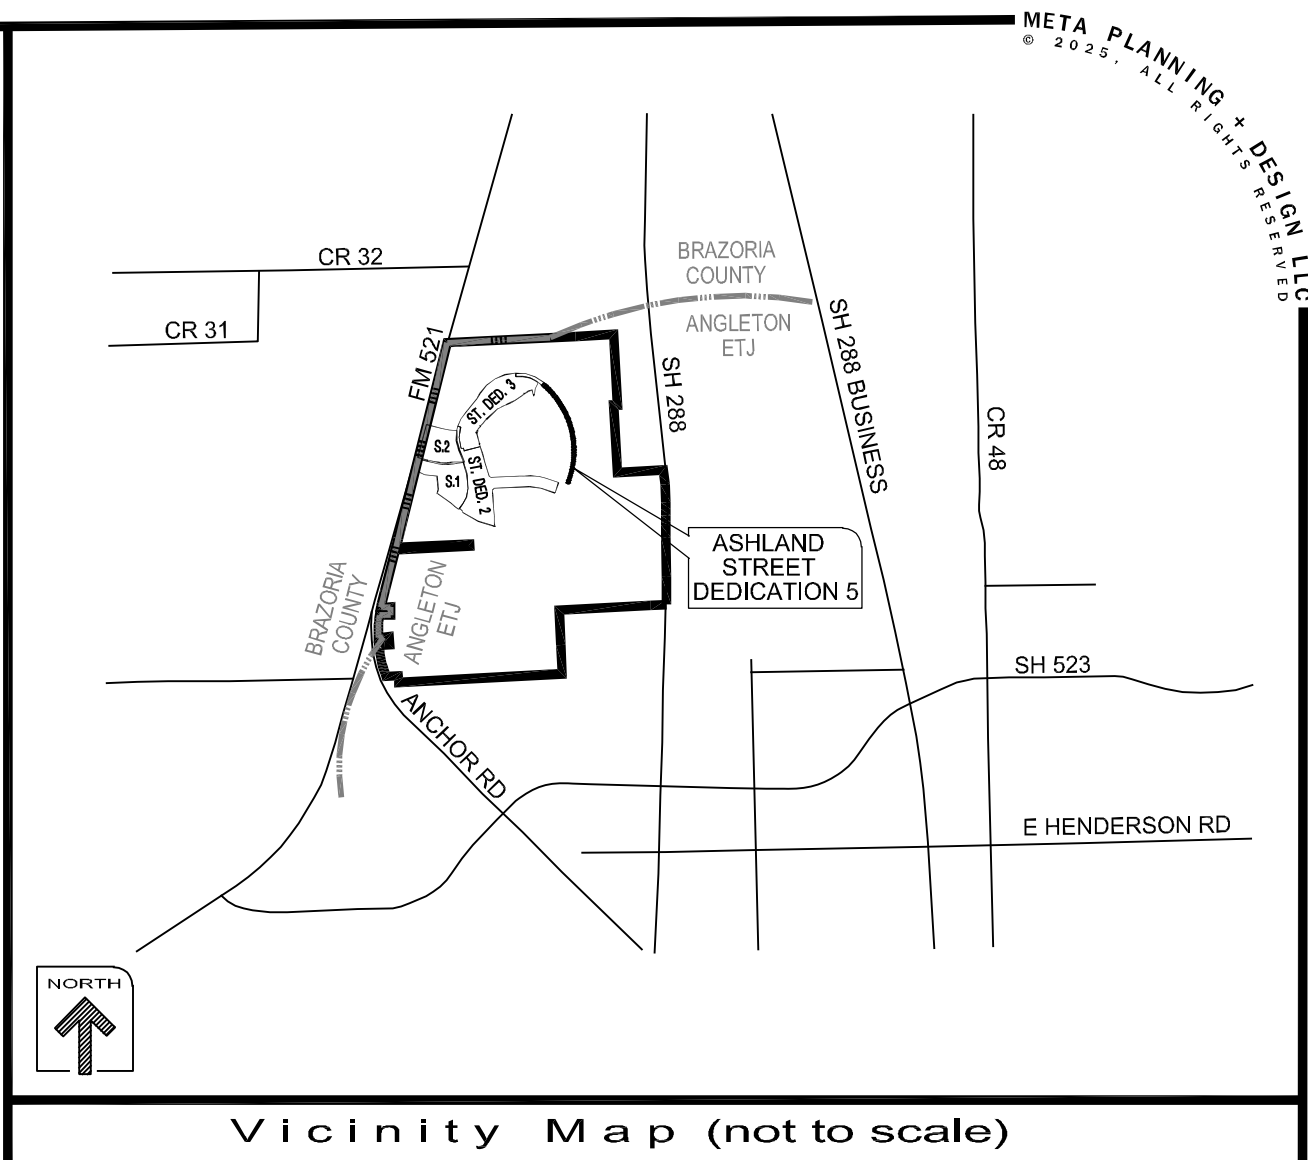 META PLANNING + DESIGN LLC
© 2025, ALL RIGHTS RESERVED
CR 32
CR 31
FM 521
BRAZORIA
COUNTY
ANGLETON
ETJ
SH 288
SH 288 BUSINESS
CR 48
ST. DED. 3
S.2
S.1
ST. DED. 2
ASHLAND
STREET
DEDICATION 5
BRAZORIA
COUNTY
ANGLETON
ETJ
ANCHOR RD
SH 523
E HENDERSON RD
NORTH
Vicinity Map (not to scale)